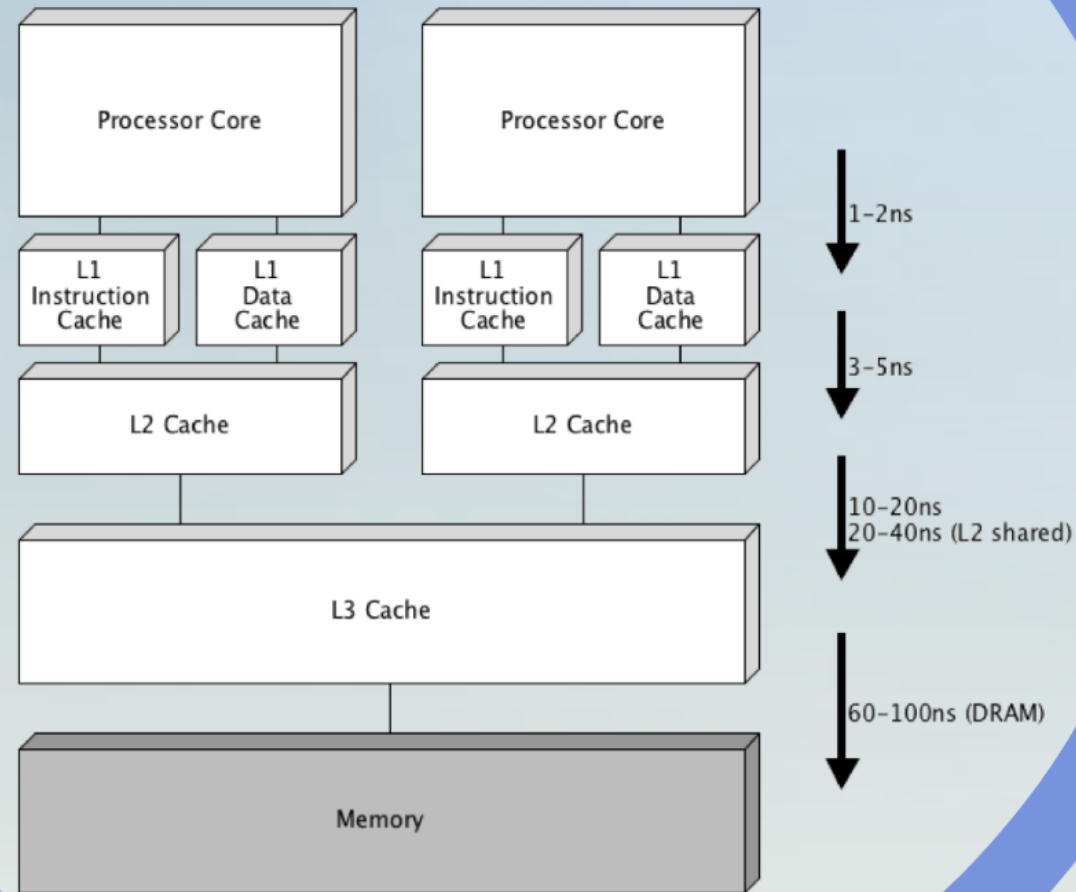 Processor Core
Processor Core
1-2ns
L1
Instruction
Cache
L1
Data
Cache
L1
Instruction
Cache
L1
Data
Cache
3-5ns
L2 Cache
L2 Cache
10-20ns
20-40ns (L2 shared)
L3 Cache
60-100ns (DRAM)
Memory